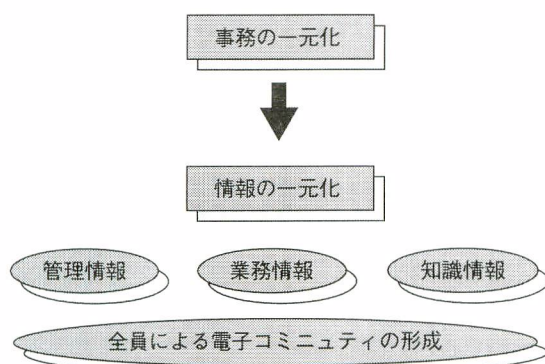 事務の一元化
情報の一元化
管理情報
業務情報
知識情報
全員による電子コミニュティの形成